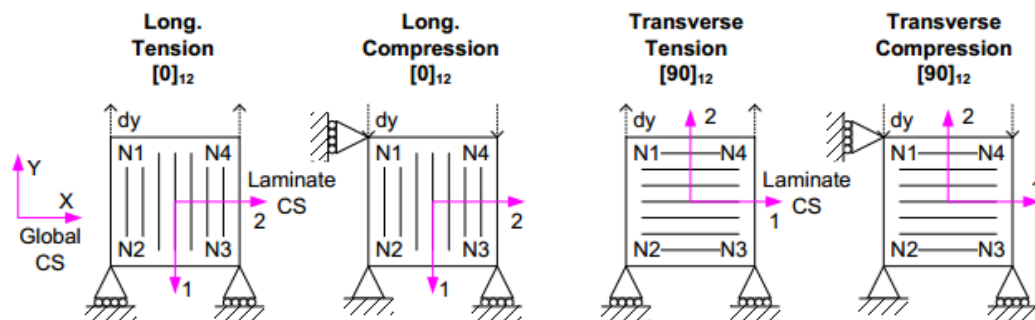 Long.
Tension
[0]₁₂
Long.
Compression
[0]₁₂
Transverse
Tension
[90]₁₂
Transverse
Compression
[90]₁₂
Y
X
Global
CS
dy
N1 N4
N2 N3
Laminate
CS
2
1
dy
N1 N4
N2 N3
2
1
dy
2
N1 N4
N2 N3
Laminate
CS
1
dy
2
N1 N4
N2 N3